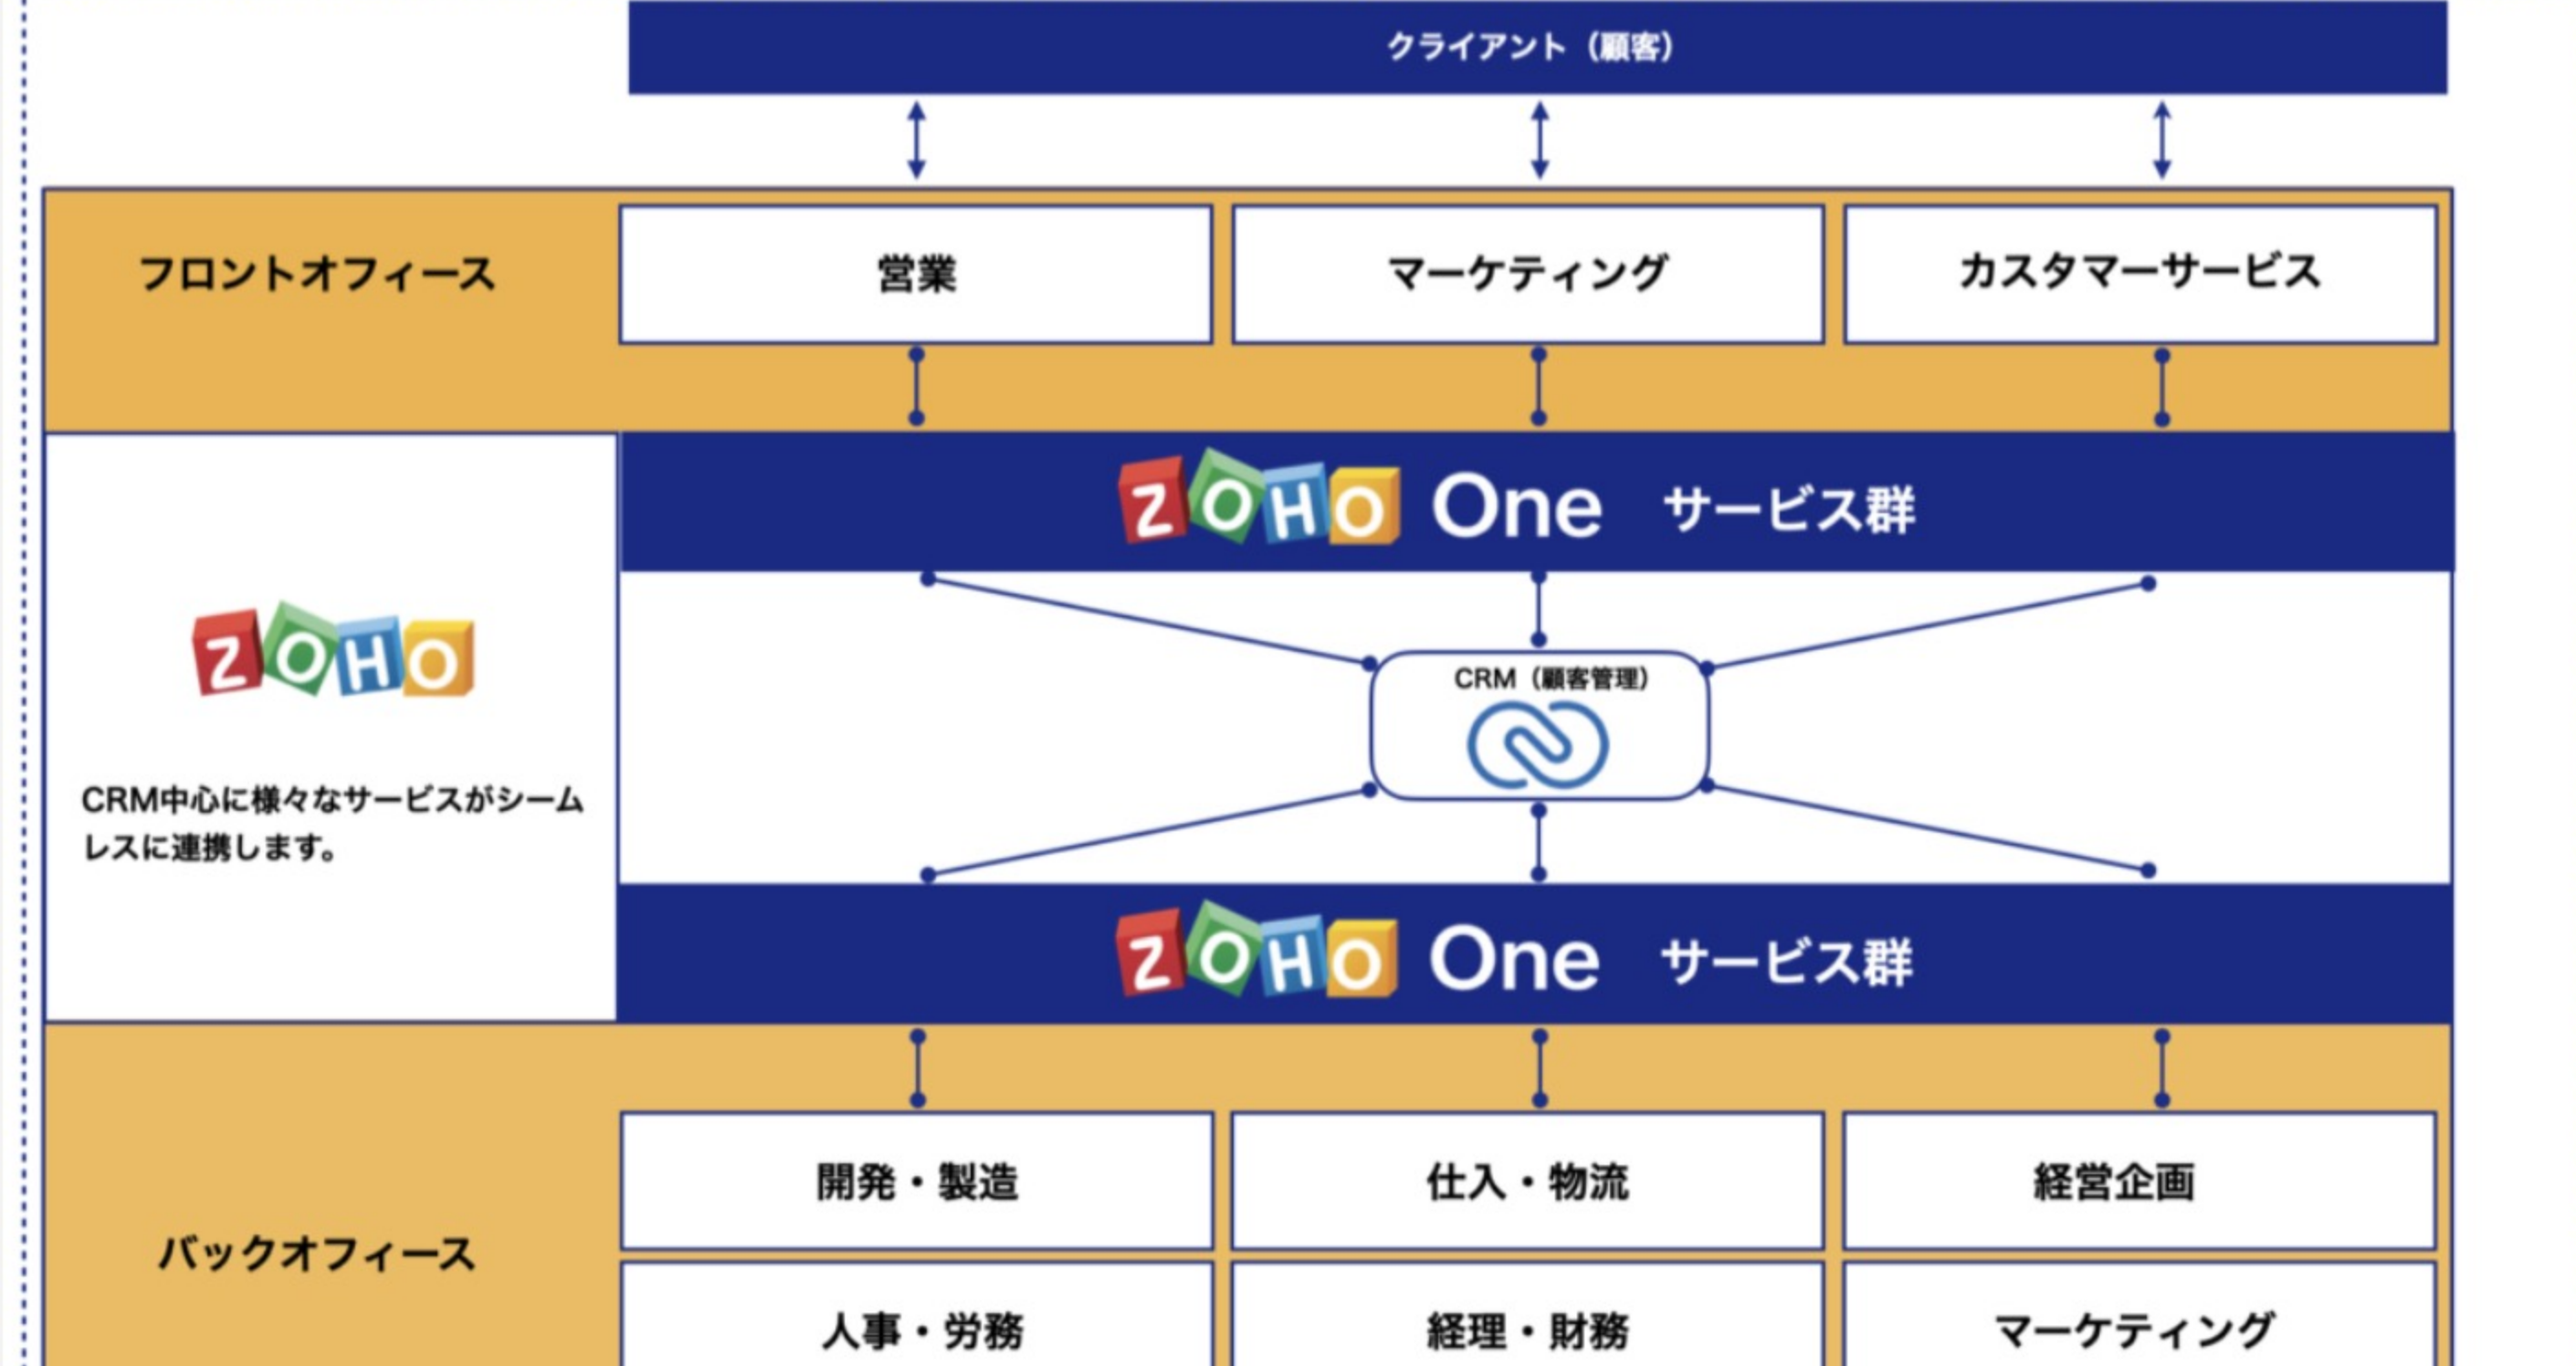 クライアント（顧客）
フロントオフィース
営業
マーケティング
カスタマーサービス
ZOHO One サービス群
ZOHO
CRM中心に様々なサービスがシーム
レスに連携します。
CRM（顧客管理）
ZOHO One サービス群
バックオフィース
開発・製造
仕入・物流
経営企画
人事・労務
経理・財務
マーケティング